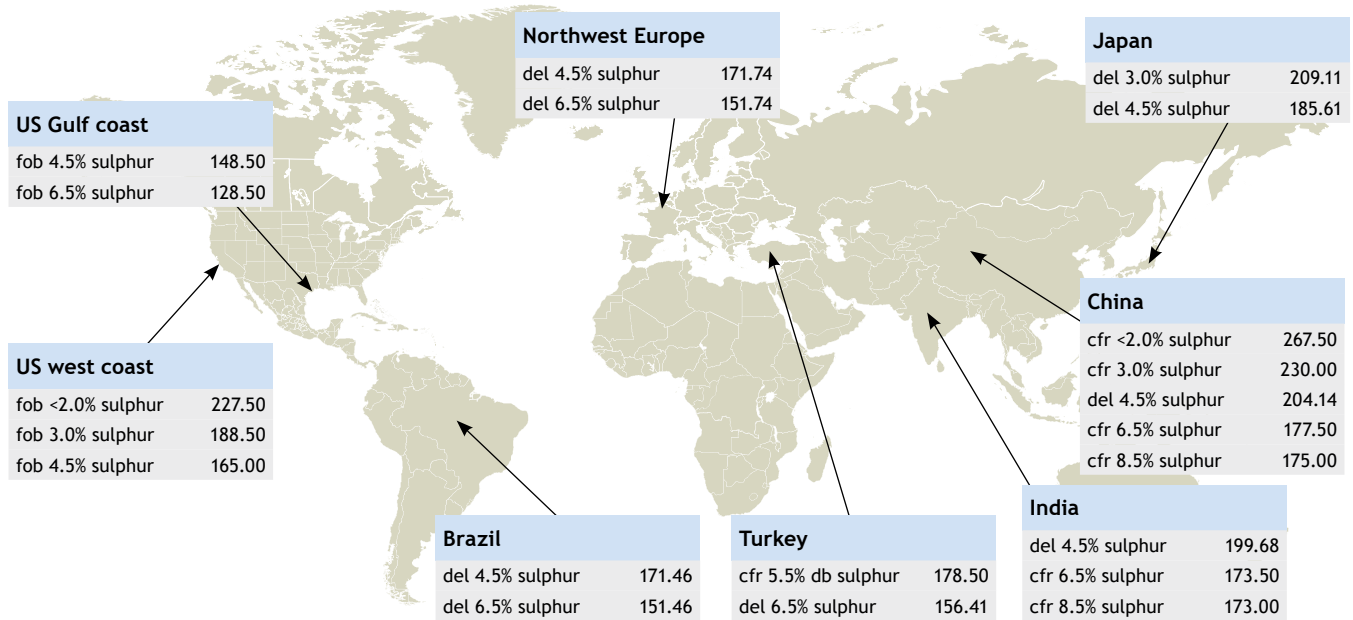 Northwest Europe
del 4.5% sulphur 171.74
del 6.5% sulphur 151.74
Japan
del 3.0% sulphur 209.11
del 4.5% sulphur 185.61
US Gulf coast
fob 4.5% sulphur 148.50
fob 6.5% sulphur 128.50
China
cfr <2.0% sulphur 267.50
cfr 3.0% sulphur 230.00
del 4.5% sulphur 204.14
cfr 6.5% sulphur 177.50
cfr 8.5% sulphur 175.00
US west coast
fob <2.0% sulphur 227.50
fob 3.0% sulphur 188.50
fob 4.5% sulphur 165.00
India
del 4.5% sulphur 199.68
cfr 6.5% sulphur 173.50
cfr 8.5% sulphur 173.00
Brazil
del 4.5% sulphur 171.46
del 6.5% sulphur 151.46
Turkey
cfr 5.5% db sulphur 178.50
del 6.5% sulphur 156.41